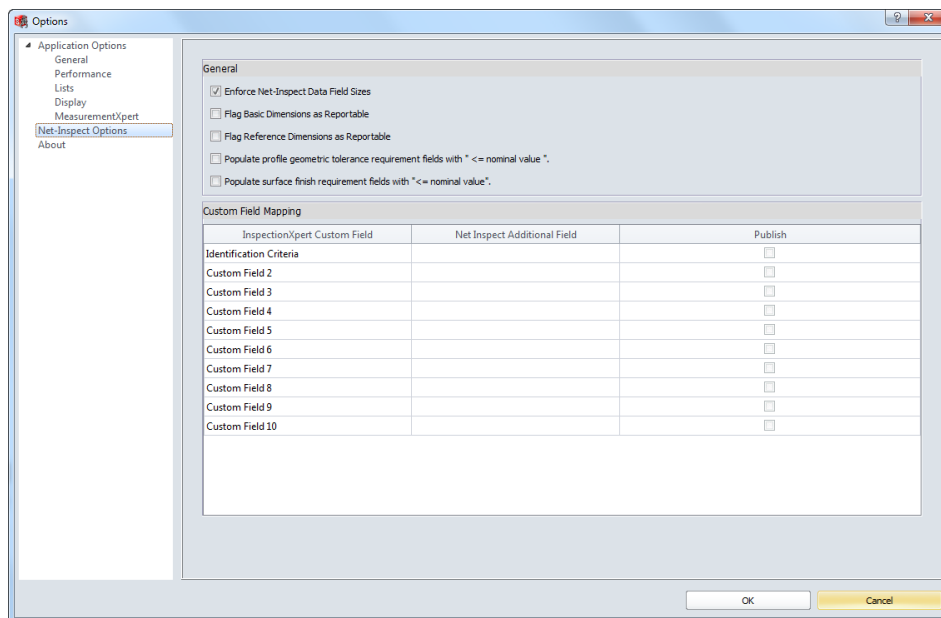 Options
Application Options
General
Performance
Lists
Display
MeasurementXpert
Net-Inspect Options
About
General
Enforce Net-Inspect Data Field Sizes
Flag Basic Dimensions as Reportable
Flag Reference Dimensions as Reportable
Populate profile geometric tolerance requirement fields with " <= nominal value ".
Populate surface finish requirement fields with "<= nominal value".
Custom Field Mapping
InspectionXpert Custom Field Net Inspect Additional Field Publish
Identification Criteria
Custom Field 2
Custom Field 3
Custom Field 4
Custom Field 5
Custom Field 6
Custom Field 7
Custom Field 8
Custom Field 9
Custom Field 10
OK Cancel